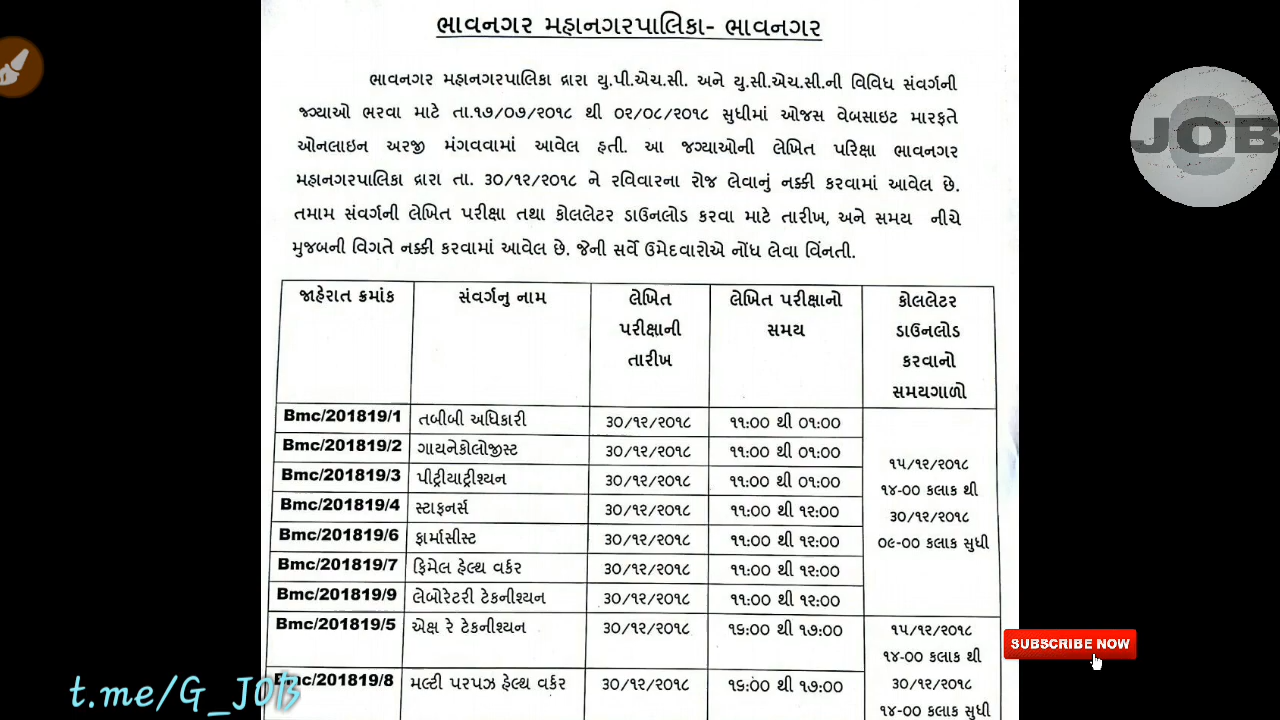 ભાવનગર મહાનગરપાલિકા- ભાવનગર
ભાવનગર મહાનગરપાલિકા દ્વારા યુ.પી.એચ.સી. અને યુ.સી.એચ.સી.ની વિવિધ સંવર્ગની
જગ્યાઓ ભરવા માટે તા.૧૭/૦૭/૨૦૧૮ થી ૦૨/૦૮/૨૦૧૮ સુધીમાં ઓજસ વેબસાઇટ મારફતે
ઓનલાઇન અરજી મંગવવામાં આવેલ હતી. આ જગ્યાઓની લેખિત પરિક્ષા ભાવનગર
મહાનગરપાલિકા દ્વારા તા. ૩૦/૧૨/૨૦૧૮ ને રવિવારના રોજ લેવાનું નક્કી કરવામાં આવેલ છે.
તમામ સંવર્ગની લેખિત પરીક્ષા તથા કોલલેટર ડાઉનલોડ કરવા માટે તારીખ, અને સમય નીચે
મુજબની વિગતે નક્કી કરવામાં આવેલ છે. જેની સર્વે ઉમેદવારોએ નોંધ લેવા વિંનતી.
જાહેરાત ક્રમાંક સંવર્ગનુ નામ લેખિત પરીક્ષાની તારીખ લેખિત પરીક્ષાનો સમય કોલલેટર ડાઉનલોડ કરવાનો સમયગાળો
Bmc/201819/1 તબીબી અધિકારી ૩૦/૧૨/૨૦૧૮ ૧૧:૦૦ થી ૦૧:૦૦
Bmc/201819/2 ગાયનેકોલોજીસ્ટ ૩૦/૧૨/૨૦૧૮ ૧૧:૦૦ થી ૦૧:૦૦
Bmc/201819/3 પીટ્રીયાટ્રીશ્યન ૩૦/૧૨/૨૦૧૮ ૧૧:૦૦ થી ૦૧:૦૦
Bmc/201819/4 સ્ટાફનર્સ ૩૦/૧૨/૨૦૧૮ ૧૧:૦૦ થી ૧૨:૦૦
Bmc/201819/6 ફાર્માસીસ્ટ ૩૦/૧૨/૨૦૧૮ ૧૧:૦૦ થી ૧૨:૦૦
Bmc/201819/7 ફિમેલ હેલ્થ વર્કર ૩૦/૧૨/૨૦૧૮ ૧૧:૦૦ થી ૧૨:૦૦
Bmc/201819/9 લેબોરેટરી ટેકનીશ્યન ૩૦/૧૨/૨૦૧૮ ૧૧:૦૦ થી ૧૨:૦૦
૧૫/૧૨/૨૦૧૮
૧૪-૦૦ કલાક થી
૩૦/૧૨/૨૦૧૮
૦૯-૦૦ કલાક સુધી
Bmc/201819/5 એક્ષ રે ટેકનીશ્યન ૩૦/૧૨/૨૦૧૮ ૧૬:૦૦ થી ૧૭:૦૦
Bmc/201819/8 મલ્ટી પરપઝ હેલ્થ વર્કર ૩૦/૧૨/૨૦૧૮ ૧૬:૦૦ થી ૧૭:૦૦
૧૫/૧૨/૨૦૧૮
૧૪-૦૦ કલાક થી
૩૦/૧૨/૨૦૧૮
૧૪-૦૦ કલાક સુધી
JOB
SUBSCRIBE NOW
t.me/G_JOB